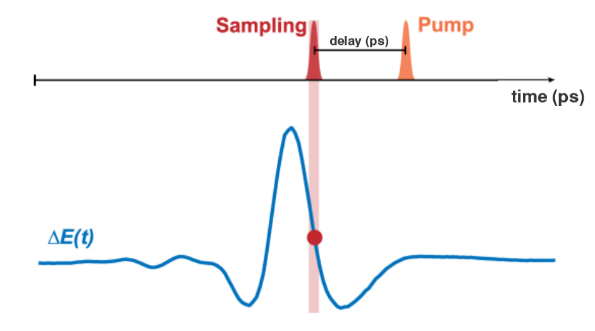 Sampling
Pump
delay (ps)
time (ps)
ΔE(t)